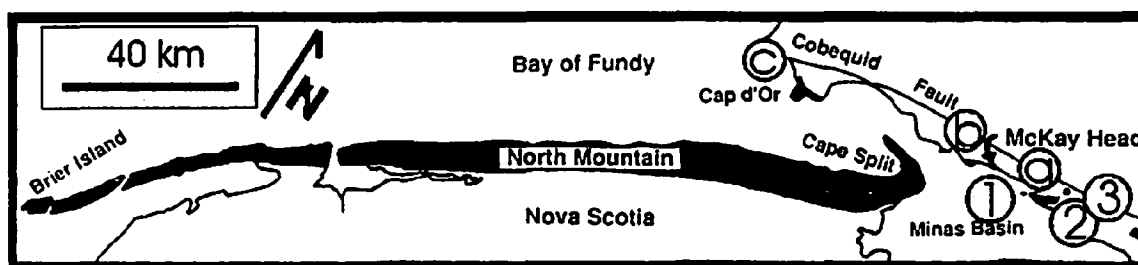 40 km
N
Bay of Fundy
C
Cobequid
Fault
Cap d'Or
b
McKay Head
a
Brier Island
North Mountain
Cape Split
1
3
2
Nova Scotia
Minas Basin